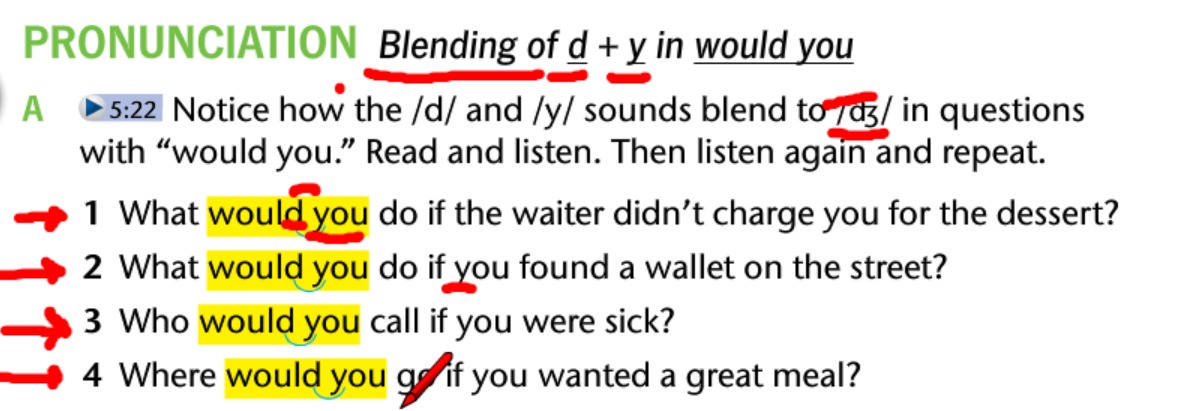 PRONUNCIATION Blending of d + y in would you
A 5:22 Notice how the /d/ and /y/ sounds blend to /ʤ/ in questions
with “would you.” Read and listen. Then listen again and repeat.
1 What would you do if the waiter didn’t charge you for the dessert?
2 What would you do if you found a wallet on the street?
3 Who would you call if you were sick?
4 Where would you go if you wanted a great meal?